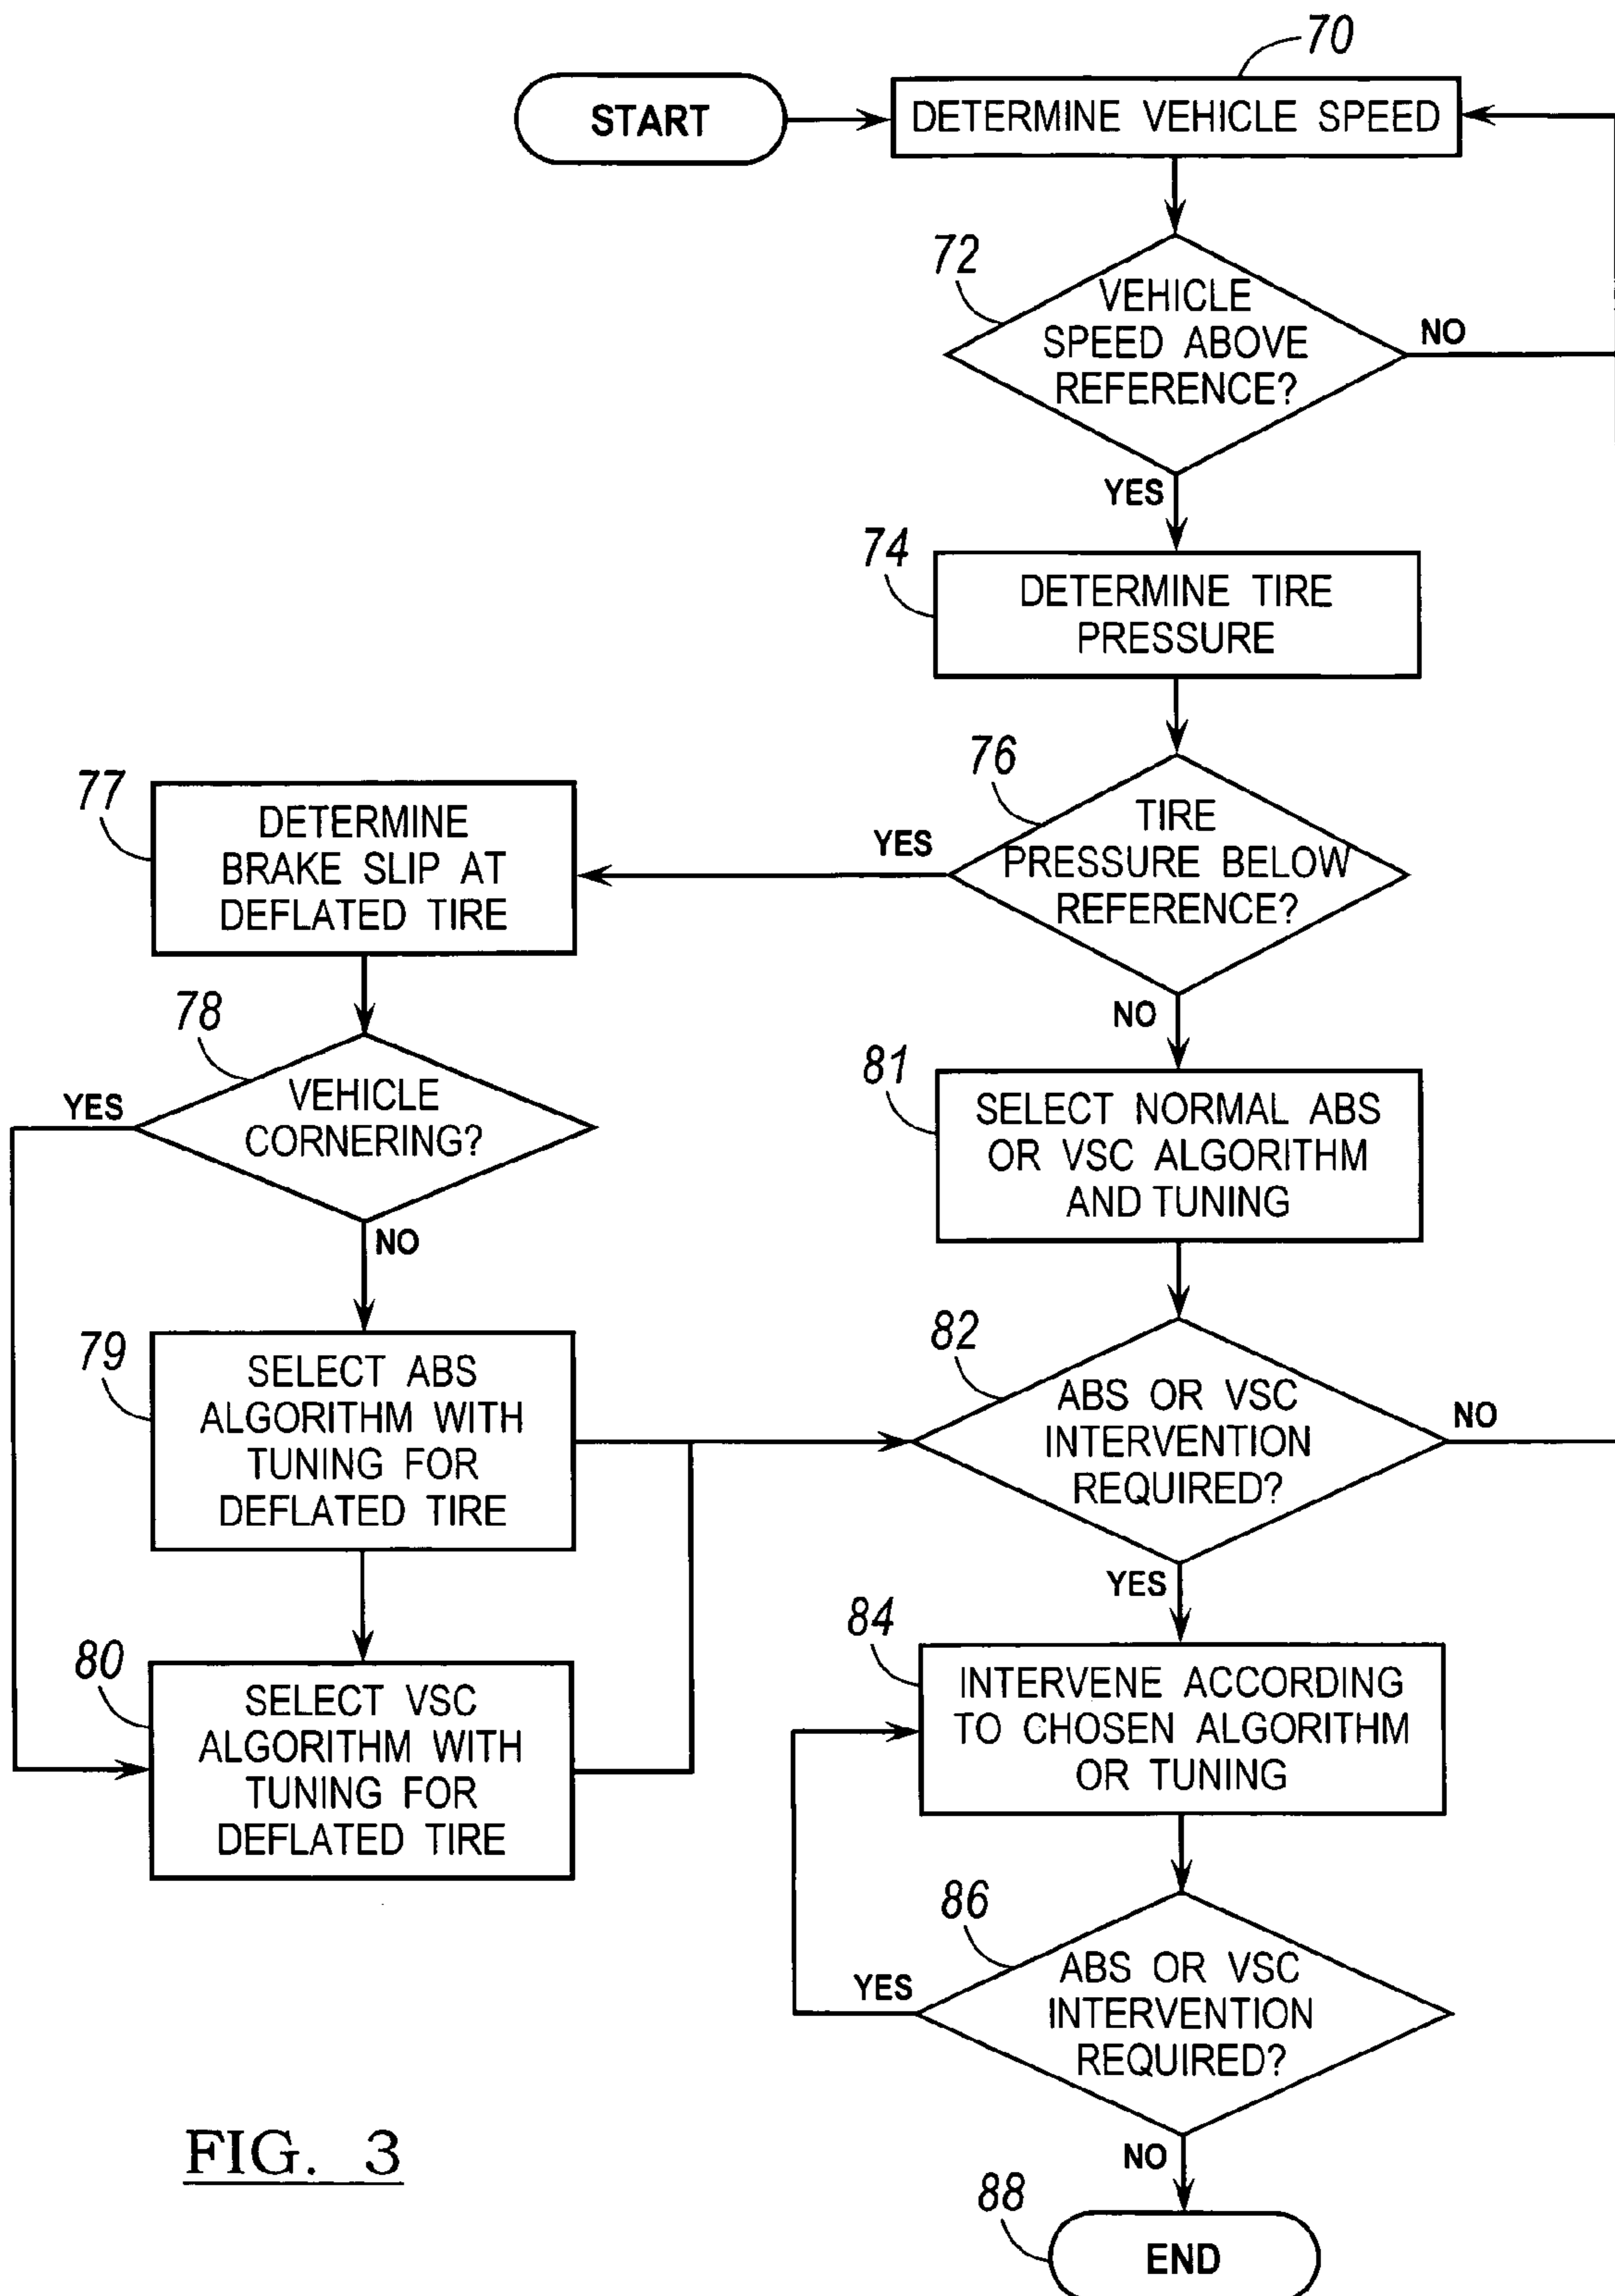 70
START
DETERMINE VEHICLE SPEED
72
VEHICLE
SPEED ABOVE
REFERENCE?
NO
YES
74
DETERMINE TIRE
PRESSURE
76
TIRE
PRESSURE BELOW
REFERENCE?
YES
NO
77
DETERMINE
BRAKE SLIP AT
DEFLATED TIRE
78
VEHICLE
CORNERING?
YES
NO
79
SELECT ABS
ALGORITHM WITH
TUNING FOR
DEFLATED TIRE
80
SELECT VSC
ALGORITHM WITH
TUNING FOR
DEFLATED TIRE
81
SELECT NORMAL ABS
OR VSC ALGORITHM
AND TUNING
82
ABS OR VSC
INTERVENTION
REQUIRED?
NO
YES
84
INTERVENE ACCORDING
TO CHOSEN ALGORITHM
OR TUNING
86
ABS OR VSC
INTERVENTION
REQUIRED?
YES
NO
88
END
FIG. 3